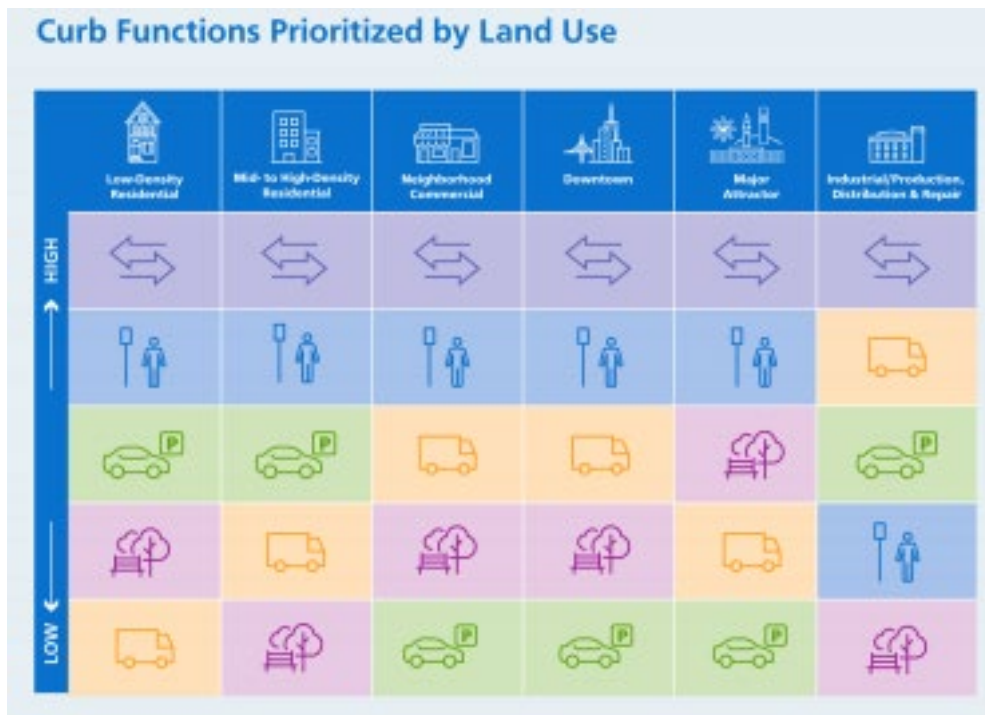 Curb Functions Prioritized by Land Use
Low-Density
Residential
Mid- to High-Density
Residential
Neighborhood
Commercial
Downtown
Major
Attractor
Industrial/Production,
Distribution & Repair
HIGH
P
P
P
LOW
P
P
P